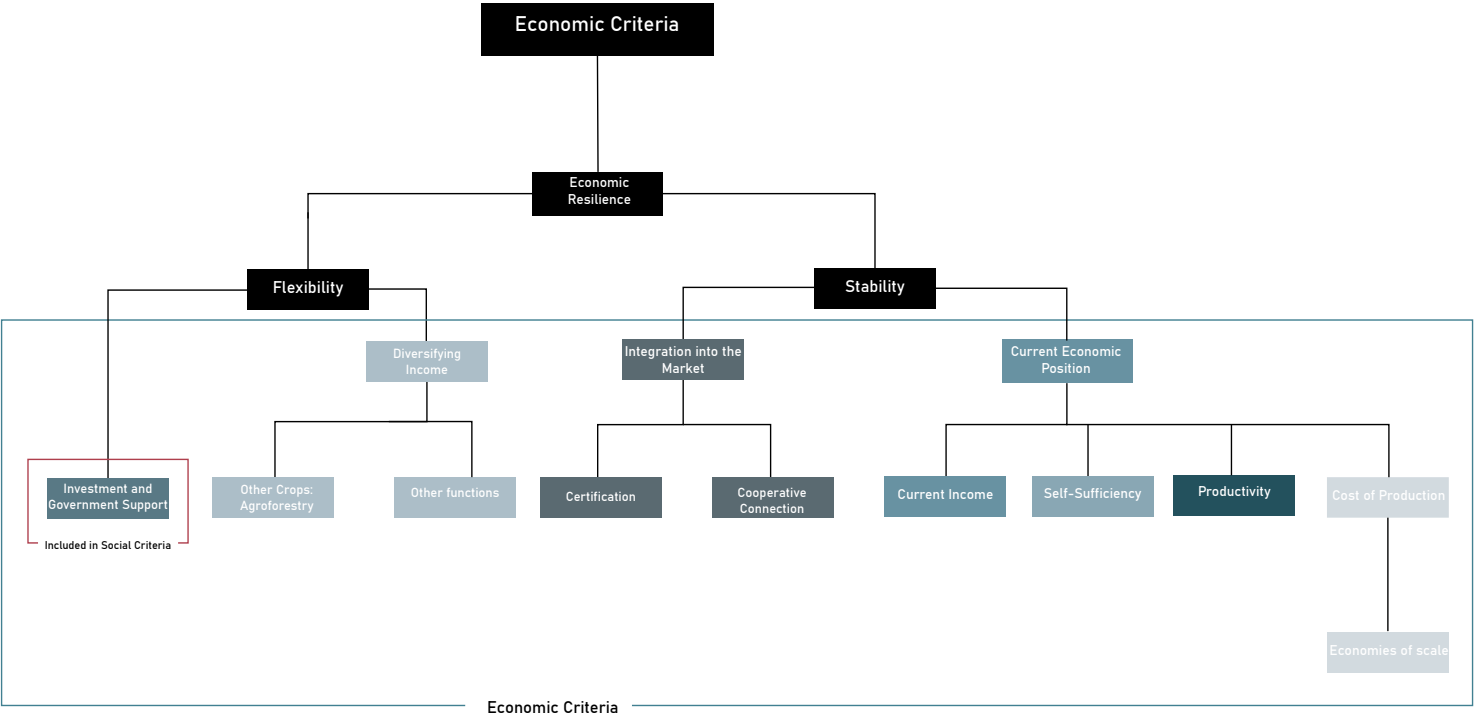 Economic Criteria
Economic
Resilience
Flexibility
Stability
Diversifying
Income
Integration into the
Market
Current Economic
Position
Investment and
Government Support
Included in Social Criteria
Other Crops:
Agroforestry
Other functions
Certification
Cooperative
Connection
Current Income
Self-Sufficiency
Productivity
Cost of Production
Economies of scale
Economic Criteria